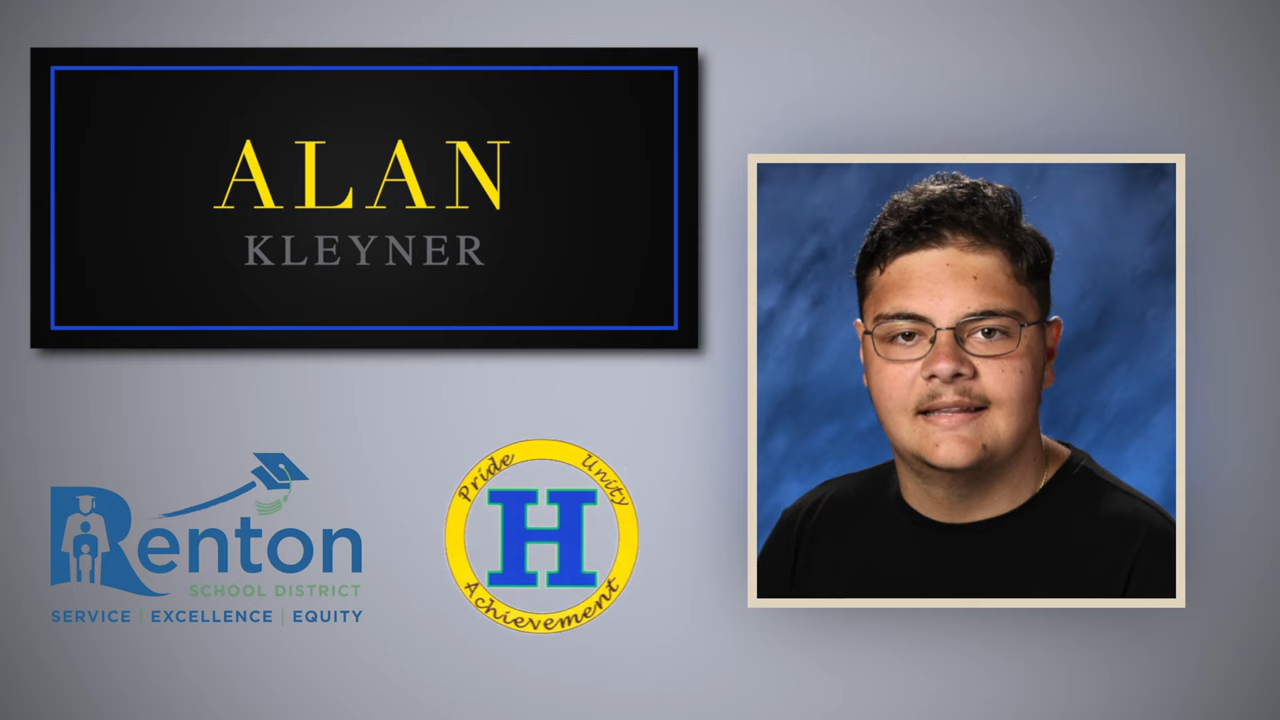 ALAN
KLEYNER
Renton
SCHOOL DISTRICT
SERVICE | EXCELLENCE | EQUITY
Pride
Unity
H
Achievement